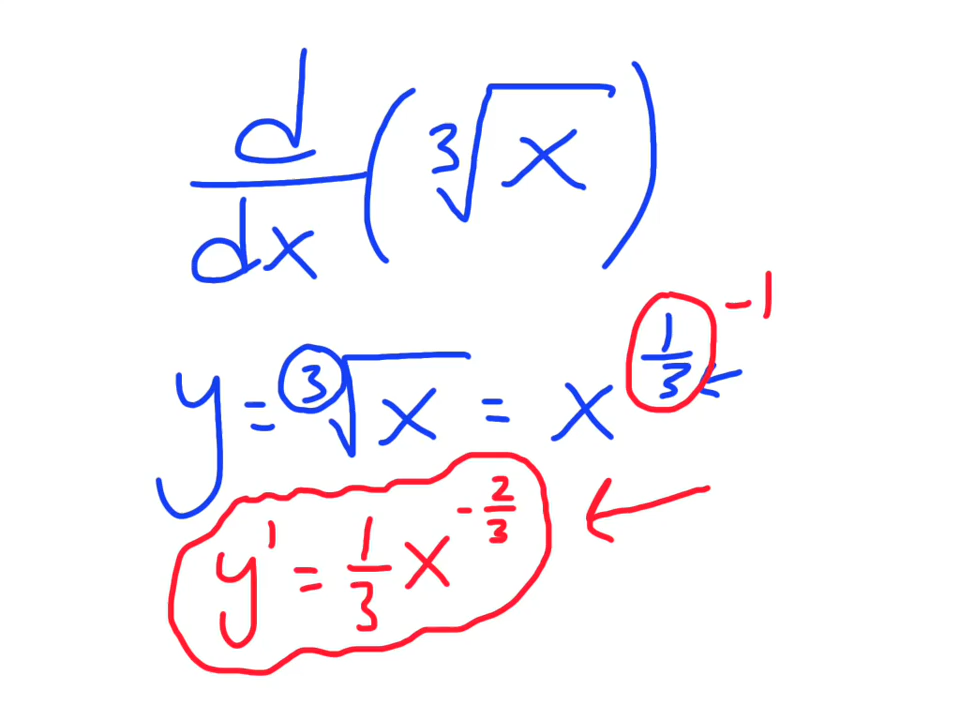 d/dx (∛x)
y = ∛x = x^(1/3) -1
y' = 1/3 x^(-2/3)